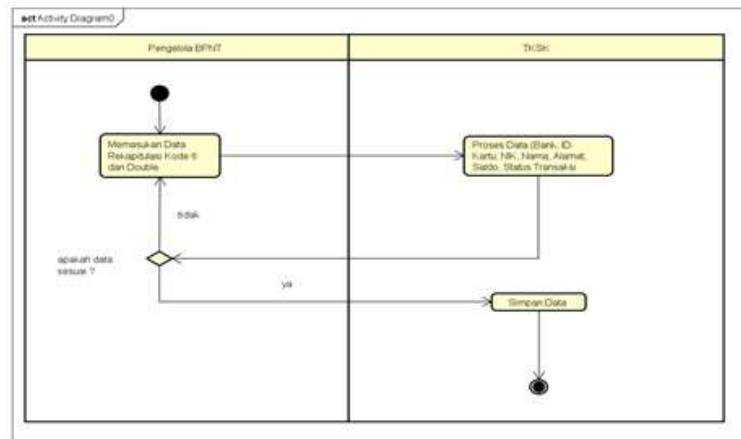 act Activity Diagram0
Pengelola BPNT
TKSK
Memasukan Data
Rekapitulasi Kode 6
dan Double
Proses Data (Bank, ID
Kartu, NIK, Nama, Alamat,
Saldo, Status Transaksi
tidak
apakah data
sesuai ?
ya
Simpan Data